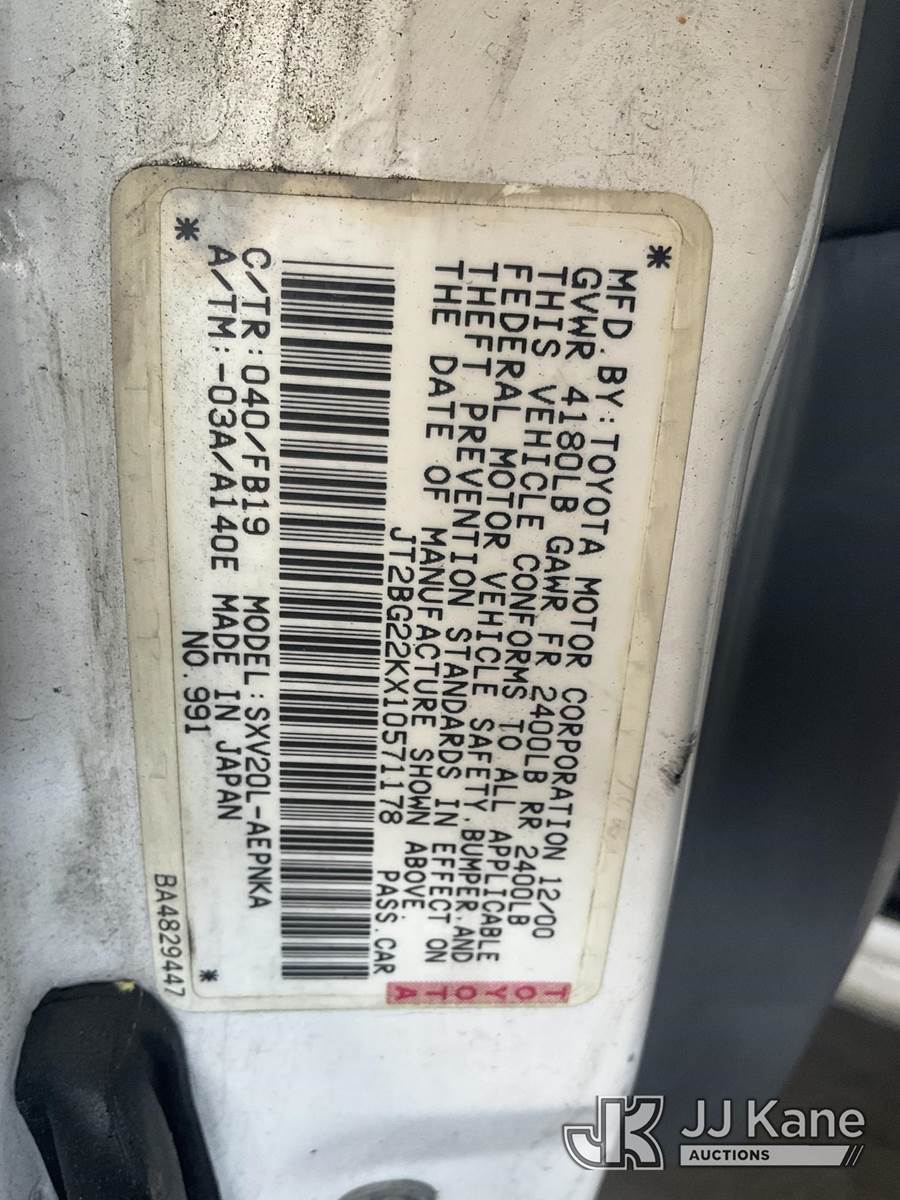 MFD.BY:TOYOTA MOTOR CORPORATION 12/00
GVWR 4180LB GAWR FR 2400LB RR 2400LB
THIS VEHICLE CONFORMS TO ALL APPLICABLE
FEDERAL MOTOR VEHICLE SAFETY,BUMPER,AND
THEFT PREVENTION STANDARDS IN EFFECT ON
THE DATE OF MANUFACTURE SHOWN ABOVE.
JT2BG22KX10571178 PASS.CAR
TOYOTA
C/TR:040/FB19 MODEL:SXV20L-AEPNKA
A/TM:-03A/A140E MADE IN JAPAN
NO.991
BA4829447
JK JJ Kane
AUCTIONS